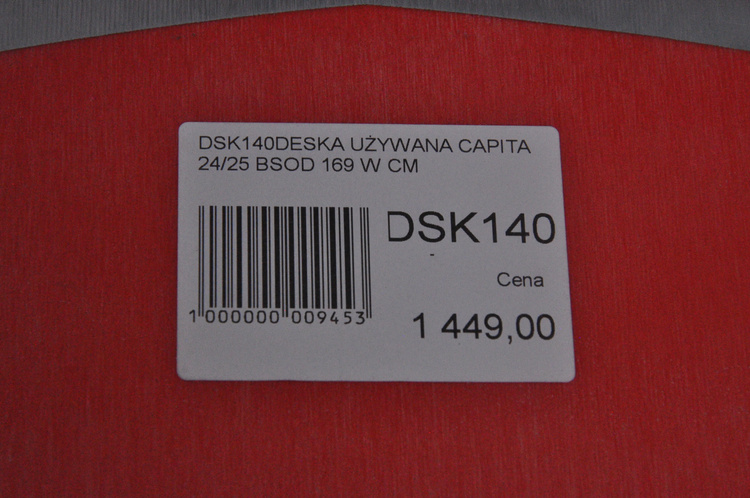 DSK140DESKA UŻYWANA CAPITA
24/25 BSOD 169 W CM
DSK140
-
Cena
1 000000 009453
1 449,00